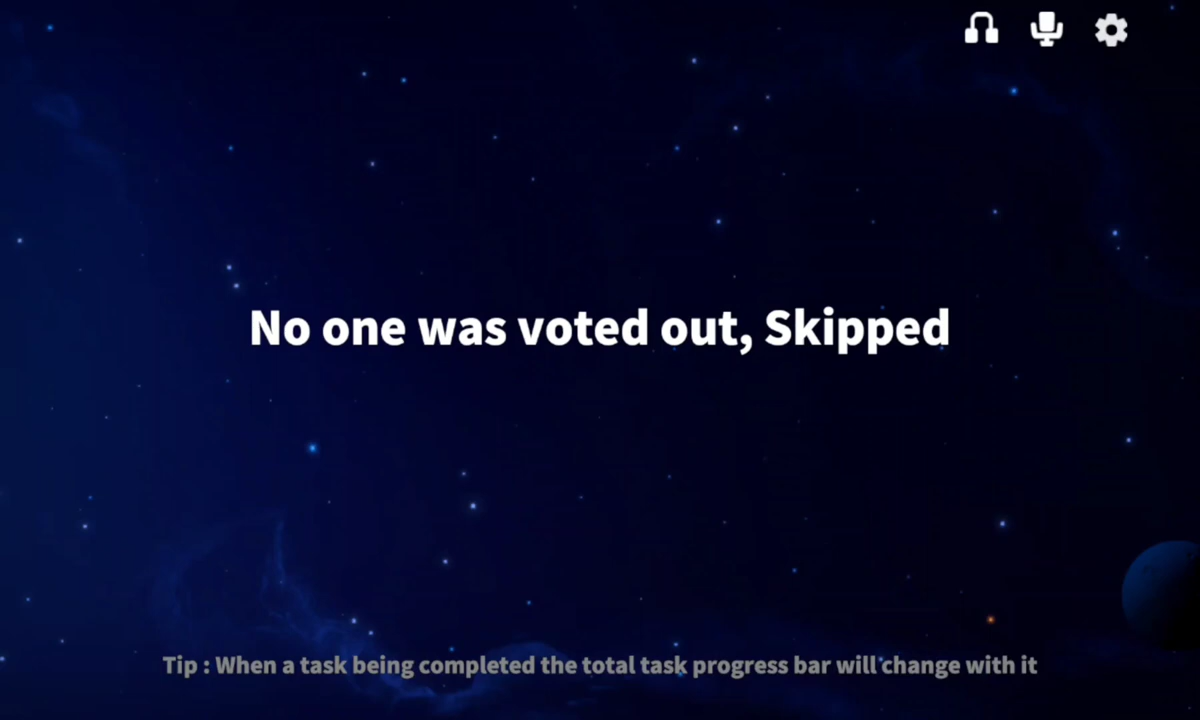 No one was voted out, Skipped
Tip : When a task being completed the total task progress bar will change with it